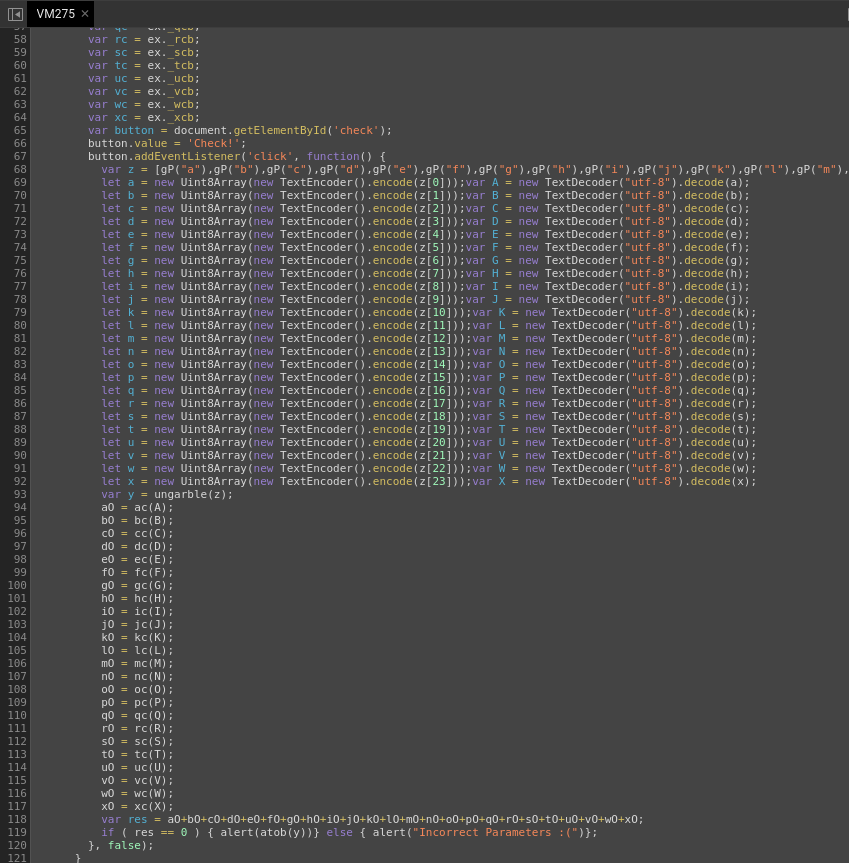 VM275 ×
58 var rc = ex._rcb;
59 var sc = ex._scb;
60 var tc = ex._tcb;
61 var uc = ex._ucb;
62 var vc = ex._vcb;
63 var wc = ex._wcb;
64 var xc = ex._xcb;
65 var button = document.getElementById('check');
66 button.value = 'Check!';
67 button.addEventListener('click', function() {
68 var z = [gP("a"),gP("b"),gP("c"),gP("d"),gP("e"),gP("f"),gP("g"),gP("h"),gP("i"),gP("j"),gP("k"),gP("l"),gP("m"),
69 let a = new Uint8Array(new TextEncoder().encode(z[0]));var A = new TextDecoder("utf-8").decode(a);
70 let b = new Uint8Array(new TextEncoder().encode(z[1]));var B = new TextDecoder("utf-8").decode(b);
71 let c = new Uint8Array(new TextEncoder().encode(z[2]));var C = new TextDecoder("utf-8").decode(c);
72 let d = new Uint8Array(new TextEncoder().encode(z[3]));var D = new TextDecoder("utf-8").decode(d);
73 let e = new Uint8Array(new TextEncoder().encode(z[4]));var E = new TextDecoder("utf-8").decode(e);
74 let f = new Uint8Array(new TextEncoder().encode(z[5]));var F = new TextDecoder("utf-8").decode(f);
75 let g = new Uint8Array(new TextEncoder().encode(z[6]));var G = new TextDecoder("utf-8").decode(g);
76 let h = new Uint8Array(new TextEncoder().encode(z[7]));var H = new TextDecoder("utf-8").decode(h);
77 let i = new Uint8Array(new TextEncoder().encode(z[8]));var I = new TextDecoder("utf-8").decode(i);
78 let j = new Uint8Array(new TextEncoder().encode(z[9]));var J = new TextDecoder("utf-8").decode(j);
79 let k = new Uint8Array(new TextEncoder().encode(z[10]));var K = new TextDecoder("utf-8").decode(k);
80 let l = new Uint8Array(new TextEncoder().encode(z[11]));var L = new TextDecoder("utf-8").decode(l);
81 let m = new Uint8Array(new TextEncoder().encode(z[12]));var M = new TextDecoder("utf-8").decode(m);
82 let n = new Uint8Array(new TextEncoder().encode(z[13]));var N = new TextDecoder("utf-8").decode(n);
83 let o = new Uint8Array(new TextEncoder().encode(z[14]));var O = new TextDecoder("utf-8").decode(o);
84 let p = new Uint8Array(new TextEncoder().encode(z[15]));var P = new TextDecoder("utf-8").decode(p);
85 let q = new Uint8Array(new TextEncoder().encode(z[16]));var Q = new TextDecoder("utf-8").decode(q);
86 let r = new Uint8Array(new TextEncoder().encode(z[17]));var R = new TextDecoder("utf-8").decode(r);
87 let s = new Uint8Array(new TextEncoder().encode(z[18]));var S = new TextDecoder("utf-8").decode(s);
88 let t = new Uint8Array(new TextEncoder().encode(z[19]));var T = new TextDecoder("utf-8").decode(t);
89 let u = new Uint8Array(new TextEncoder().encode(z[20]));var U = new TextDecoder("utf-8").decode(u);
90 let v = new Uint8Array(new TextEncoder().encode(z[21]));var V = new TextDecoder("utf-8").decode(v);
91 let w = new Uint8Array(new TextEncoder().encode(z[22]));var W = new TextDecoder("utf-8").decode(w);
92 let x = new Uint8Array(new TextEncoder().encode(z[23]));var X = new TextDecoder("utf-8").decode(x);
93 var y = ungarble(z);
94 aO = ac(A);
95 bO = bc(B);
96 cO = cc(C);
97 dO = dc(D);
98 eO = ec(E);
99 fO = fc(F);
100 gO = gc(G);
101 hO = hc(H);
102 iO = ic(I);
103 jO = jc(J);
104 kO = kc(K);
105 lO = lc(L);
106 mO = mc(M);
107 nO = nc(N);
108 oO = oc(O);
109 pO = pc(P);
110 qO = qc(Q);
111 rO = rc(R);
112 sO = sc(S);
113 tO = tc(T);
114 uO = uc(U);
115 vO = vc(V);
116 wO = wc(W);
117 xO = xc(X);
118 var res = aO+bO+cO+dO+eO+fO+gO+hO+iO+jO+kO+lO+mO+nO+oO+pO+qO+rO+sO+tO+uO+vO+wO+xO;
119 if ( res == 0 ) { alert(atob(y))} else { alert("Incorrect Parameters :(")};
120 }, false);
121 }